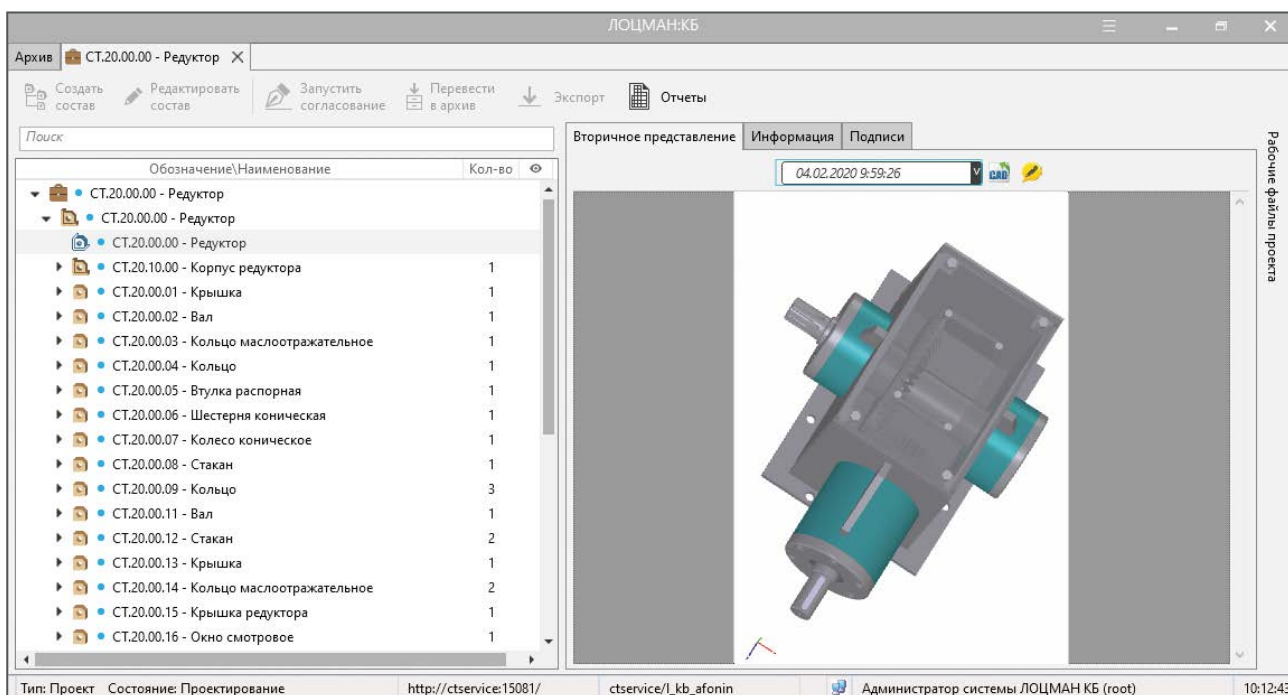 ЛОЦМАН:КБ
Архив СТ.20.00.00 - Редуктор
Создать состав Редактировать состав Запустить согласование Перевести в архив Экспорт Отчеты
Поиск
Обозначение\Наименование Кол-во
СТ.20.00.00 - Редуктор
СТ.20.00.00 - Редуктор
СТ.20.00.00 - Редуктор
СТ.20.10.00 - Корпус редуктора 1
СТ.20.00.01 - Крышка 1
СТ.20.00.02 - Вал 1
СТ.20.00.03 - Кольцо маслоотражательное 1
СТ.20.00.04 - Кольцо 1
СТ.20.00.05 - Втулка распорная 1
СТ.20.00.06 - Шестерня коническая 1
СТ.20.00.07 - Колесо коническое 1
СТ.20.00.08 - Стакан 1
СТ.20.00.09 - Кольцо 3
СТ.20.00.11 - Вал 1
СТ.20.00.12 - Стакан 2
СТ.20.00.13 - Крышка 1
СТ.20.00.14 - Кольцо маслоотражательное 2
СТ.20.00.15 - Крышка редуктора 1
СТ.20.00.16 - Окно смотровое 1
Вторичное представление Информация Подписи
04.02.2020 9:59:26 CAD
Рабочие файлы проекта
Тип: Проект Состояние: Проектирование http://ctservice:15081/ ctservice/l_kb_afonin Администратор системы ЛОЦМАН КБ (root) 10:12:43